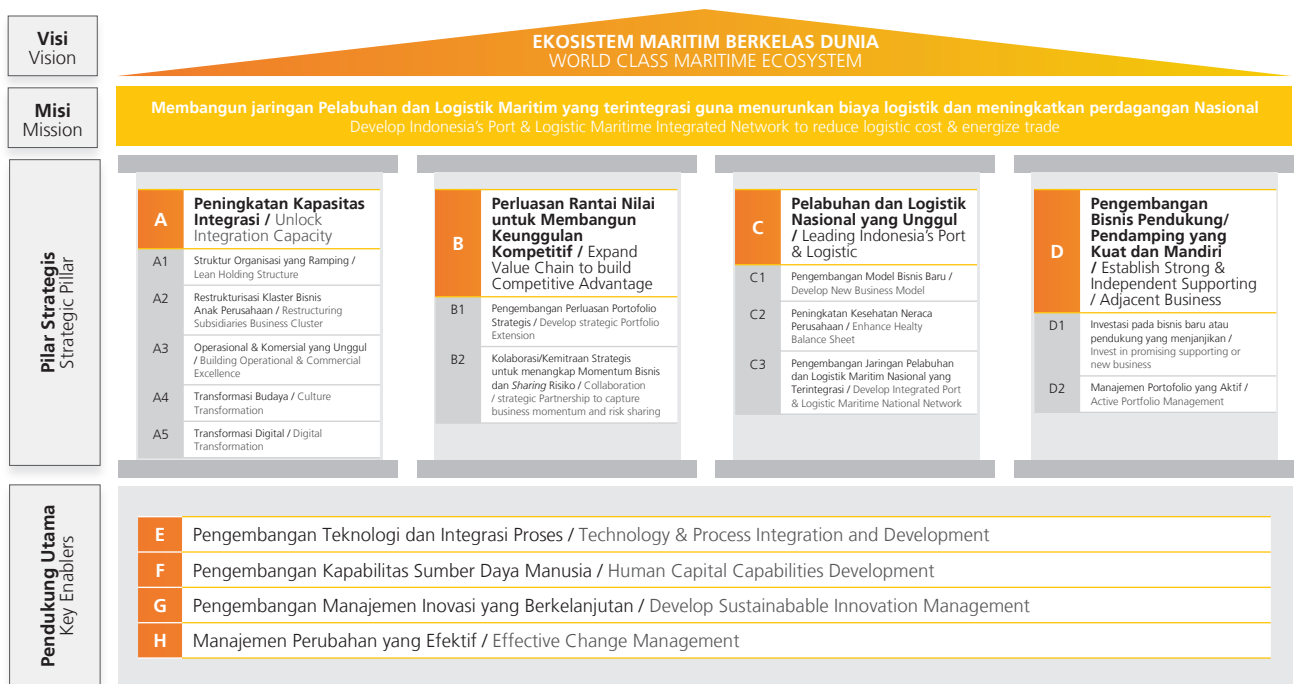 Visi
Vision
EKOSISTEM MARITIM BERKELAS DUNIA
WORLD CLASS MARITIME ECOSYSTEM
Misi
Mission
Membangun jaringan Pelabuhan dan Logistik Maritim yang terintegrasi guna menurunkan biaya logistik dan meningkatkan perdagangan Nasional
Develop Indonesia's Port & Logistic Maritime Integrated Network to reduce logistic cost & energize trade
Pilar Strategis
Strategic Pillar
A
Peningkatan Kapasitas
Integrasi / Unlock
Integration Capacity
A1
Struktur Organisasi yang Ramping /
Lean Holding Structure
A2
Restrukturisasi Klaster Bisnis
Anak Perusahaan / Restructuring
Subsidiaries Business Cluster
A3
Operasional & Komersial yang Unggul
/ Building Operational & Commercial
Excellence
A4
Transformasi Budaya / Culture
Transformation
A5
Transformasi Digital / Digital
Transformation
B
Perluasan Rantai Nilai
untuk Membangun
Keunggulan
Kompetitif / Expand
Value Chain to build
Competitive Advantage
B1
Pengembangan Perluasan Portofolio
Strategis / Develop strategic Portfolio
Extension
B2
Kolaborasi/Kemitraan Strategis
untuk menangkap Momentum Bisnis
dan Sharing Risiko / Collaboration
/ strategic Partnership to capture
business momentum and risk sharing
C
Pelabuhan dan Logistik
Nasional yang Unggul
/ Leading Indonesia's Port
& Logistic
C1
Pengembangan Model Bisnis Baru /
Develop New Business Model
C2
Peningkatan Kesehatan Neraca
Perusahaan / Enhance Healty
Balance Sheet
C3
Pengembangan Jaringan Pelabuhan
dan Logistik Maritim Nasional yang
Terintegrasi / Develop Integrated Port
& Logistic Maritime National Network
D
Pengembangan
Bisnis Pendukung/
Pendamping yang
Kuat dan Mandiri
/ Establish Strong &
Independent Supporting
/ Adjacent Business
D1
Investasi pada bisnis baru atau
pendukung yang menjanjikan /
Invest in promising supporting or
new business
D2
Manajemen Portofolio yang Aktif /
Active Portfolio Management
Pendukung Utama
Key Enablers
E Pengembangan Teknologi dan Integrasi Proses / Technology & Process Integration and Development
F Pengembangan Kapabilitas Sumber Daya Manusia / Human Capital Capabilities Development
G Pengembangan Manajemen Inovasi yang Berkelanjutan / Develop Sustainabable Innovation Management
H Manajemen Perubahan yang Efektif / Effective Change Management